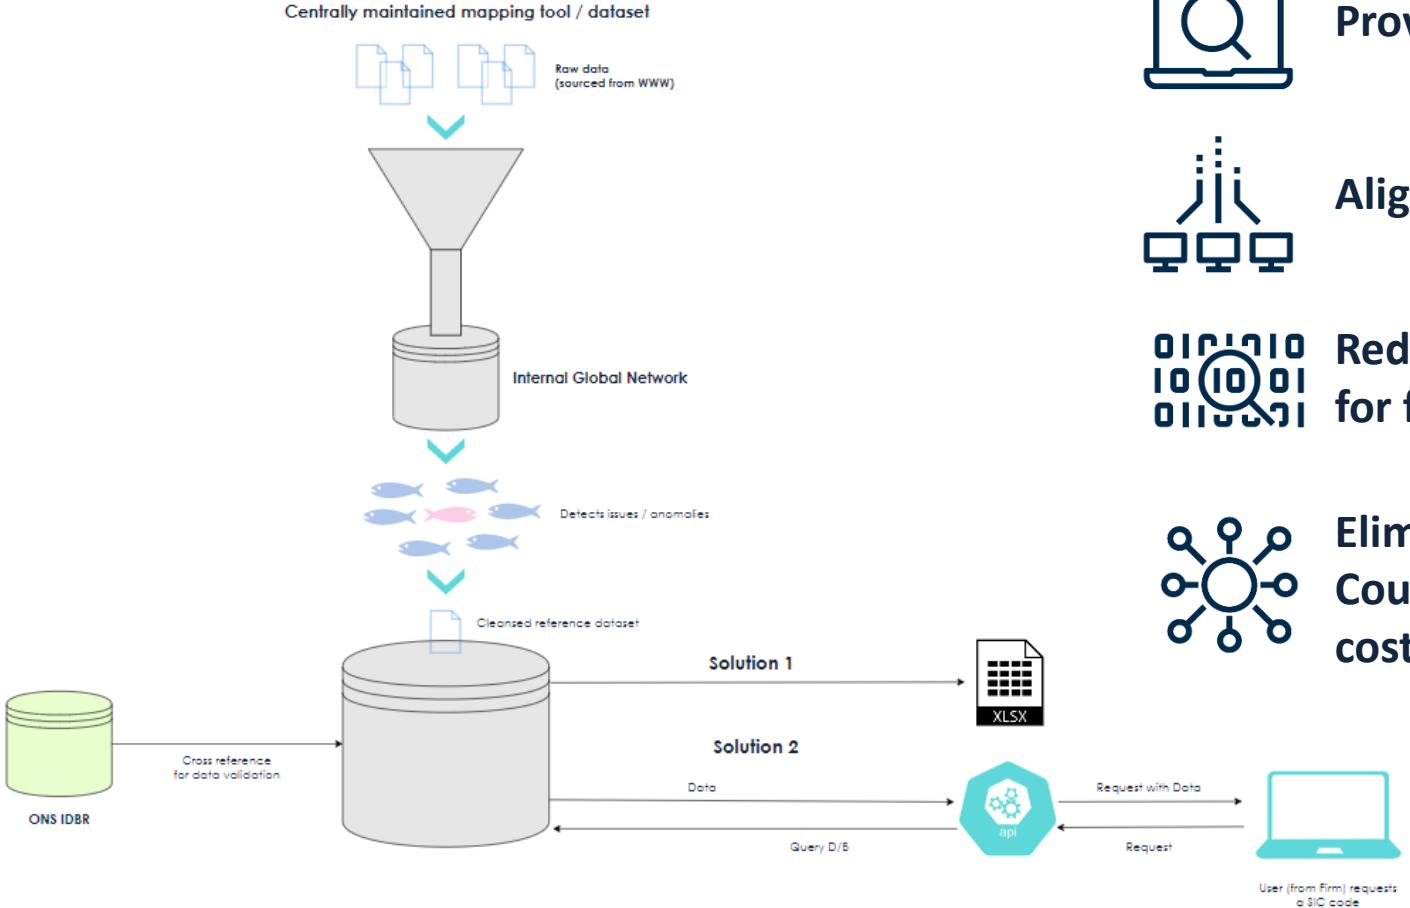 Centrally maintained mapping tool / dataset
Raw data
(sourced from WWW)
Internal Global Network
Detects issues / anomalies
Cleansed reference dataset
Solution 1
XLSX
Solution 2
Cross reference
for data validation
ONS IDBR
Data
Query D/B
api
Request with Data
Request
User (from Firm) requests
a SIC code
Prov
Alig
Red
for f
Elim
Cou
cost